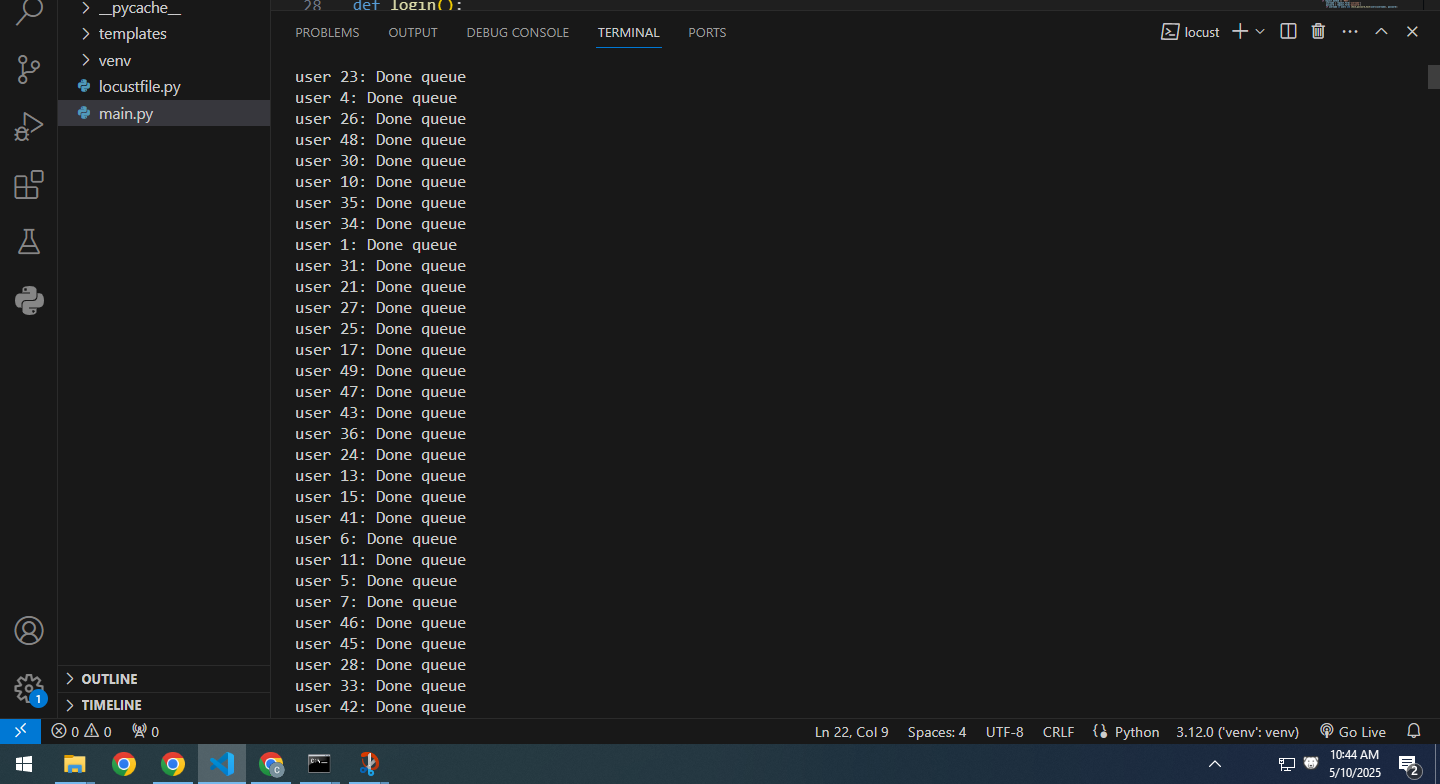 __pycache__
templates
venv
locustfile.py
main.py
OUTLINE
TIMELINE
28 def login():
PROBLEMS OUTPUT DEBUG CONSOLE TERMINAL PORTS
locust
user 23: Done queue
user 4: Done queue
user 26: Done queue
user 48: Done queue
user 30: Done queue
user 10: Done queue
user 35: Done queue
user 34: Done queue
user 1: Done queue
user 31: Done queue
user 21: Done queue
user 27: Done queue
user 25: Done queue
user 17: Done queue
user 49: Done queue
user 47: Done queue
user 43: Done queue
user 36: Done queue
user 24: Done queue
user 13: Done queue
user 15: Done queue
user 41: Done queue
user 6: Done queue
user 11: Done queue
user 5: Done queue
user 7: Done queue
user 46: Done queue
user 45: Done queue
user 28: Done queue
user 33: Done queue
user 42: Done queue
1
0 0 0 Ln 22, Col 9 Spaces: 4 UTF-8 CRLF Python 3.12.0 ('venv': venv) Go Live
10:44 AM
5/10/2025
2